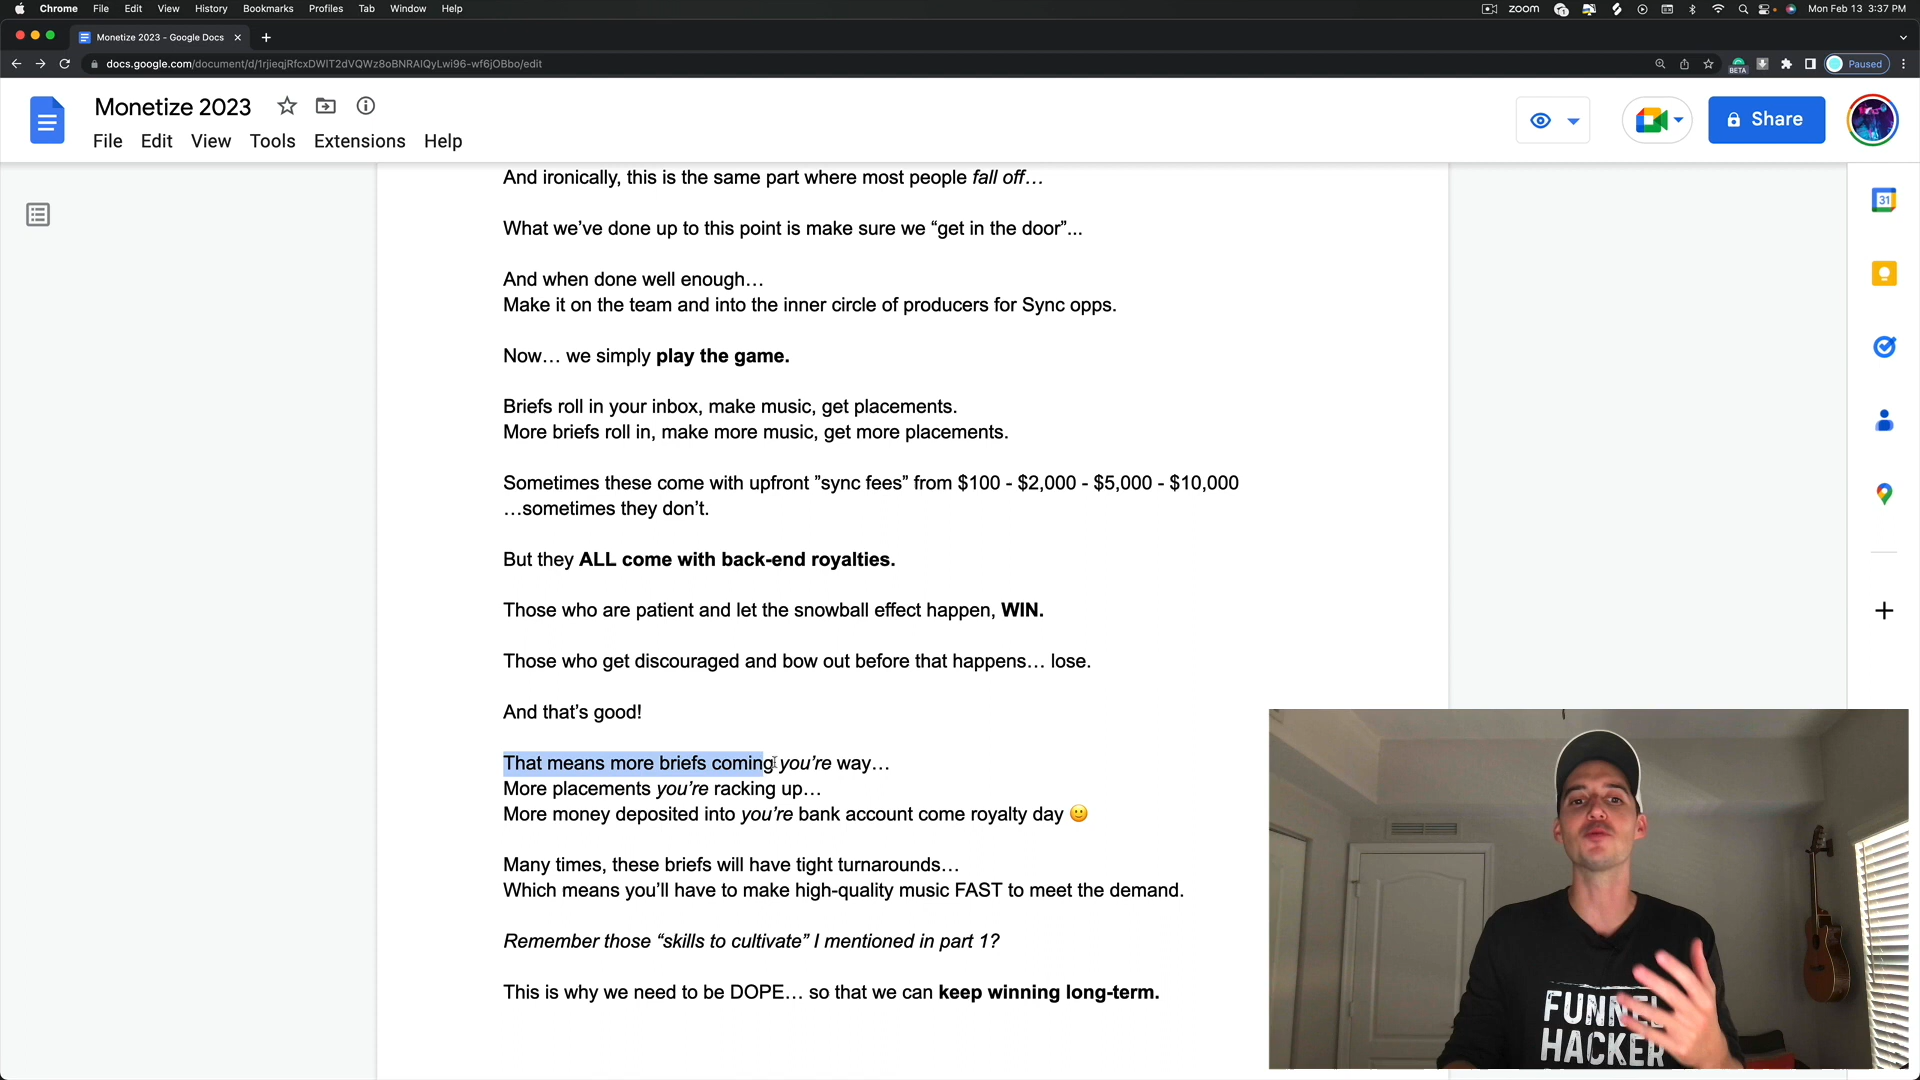 Chrome File Edit View History Bookmarks Profiles Tab Window Help
zoom
Mon Feb 13 3:37 PM
Monetize 2023 - Google Docs
docs.google.com/document/d/1rjieqjRfcxDWIT2dVQWz8oBNRAIQyLwi96-wf6jOBbo/edit
BETA
Paused
Monetize 2023
File Edit View Tools Extensions Help
Share
31
And ironically, this is the same part where most people fall off…
What we’ve done up to this point is make sure we “get in the door”...
And when done well enough…
Make it on the team and into the inner circle of producers for Sync opps.
Now… we simply play the game.
Briefs roll in your inbox, make music, get placements.
More briefs roll in, make more music, get more placements.
Sometimes these come with upfront ”sync fees” from $100 - $2,000 - $5,000 - $10,000
…sometimes they don’t.
But they ALL come with back-end royalties.
Those who are patient and let the snowball effect happen, WIN.
Those who get discouraged and bow out before that happens… lose.
And that’s good!
That means more briefs coming you’re way…
More placements you’re racking up…
More money deposited into you’re bank account come royalty day 🙂
Many times, these briefs will have tight turnarounds…
Which means you’ll have to make high-quality music FAST to meet the demand.
Remember those “skills to cultivate” I mentioned in part 1?
This is why we need to be DOPE… so that we can keep winning long-term.
FUNNEL
HACKER